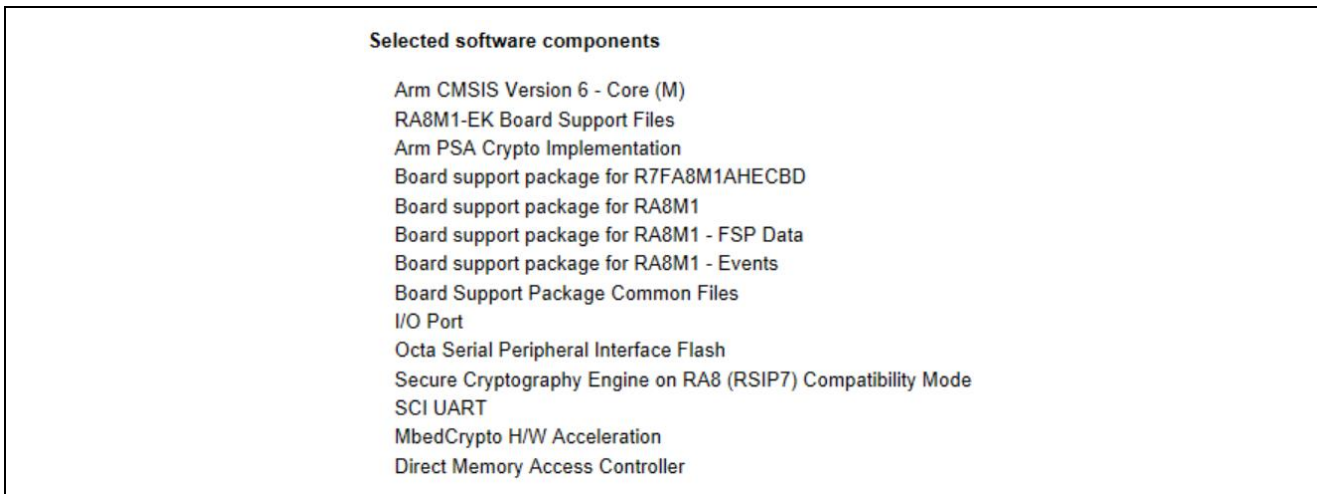 Selected software components
Arm CMSIS Version 6 - Core (M)
RA8M1-EK Board Support Files
Arm PSA Crypto Implementation
Board support package for R7FA8M1AHECBD
Board support package for RA8M1
Board support package for RA8M1 - FSP Data
Board support package for RA8M1 - Events
Board Support Package Common Files
I/O Port
Octa Serial Peripheral Interface Flash
Secure Cryptography Engine on RA8 (RSIP7) Compatibility Mode
SCI UART
MbedCrypto H/W Acceleration
Direct Memory Access Controller